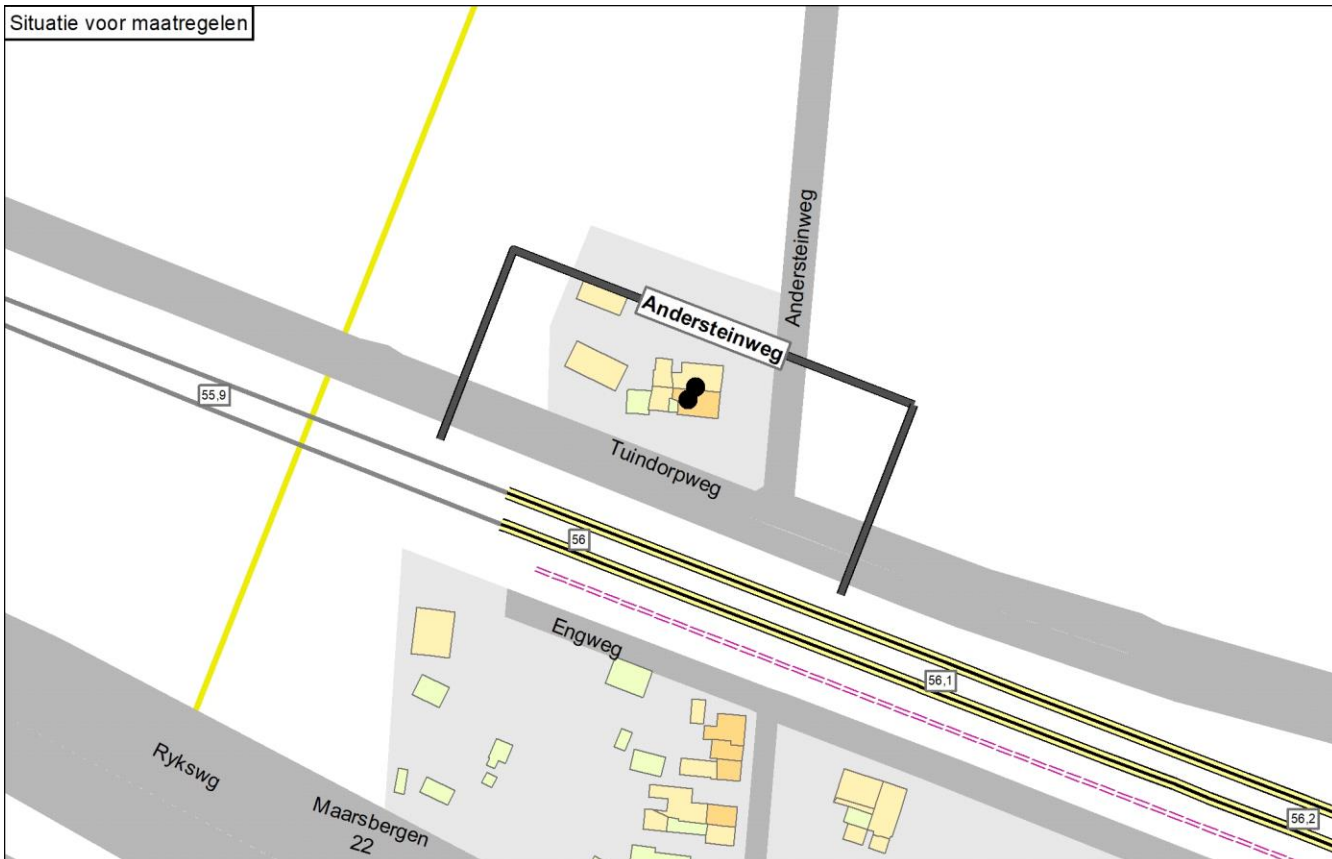 Situatie voor maatregelen
Andersteinweg
Andersteinweg
55,9
Tuindorpweg
56
Engweg
56,1
Rykswg
Maarsbergen
22
56,2